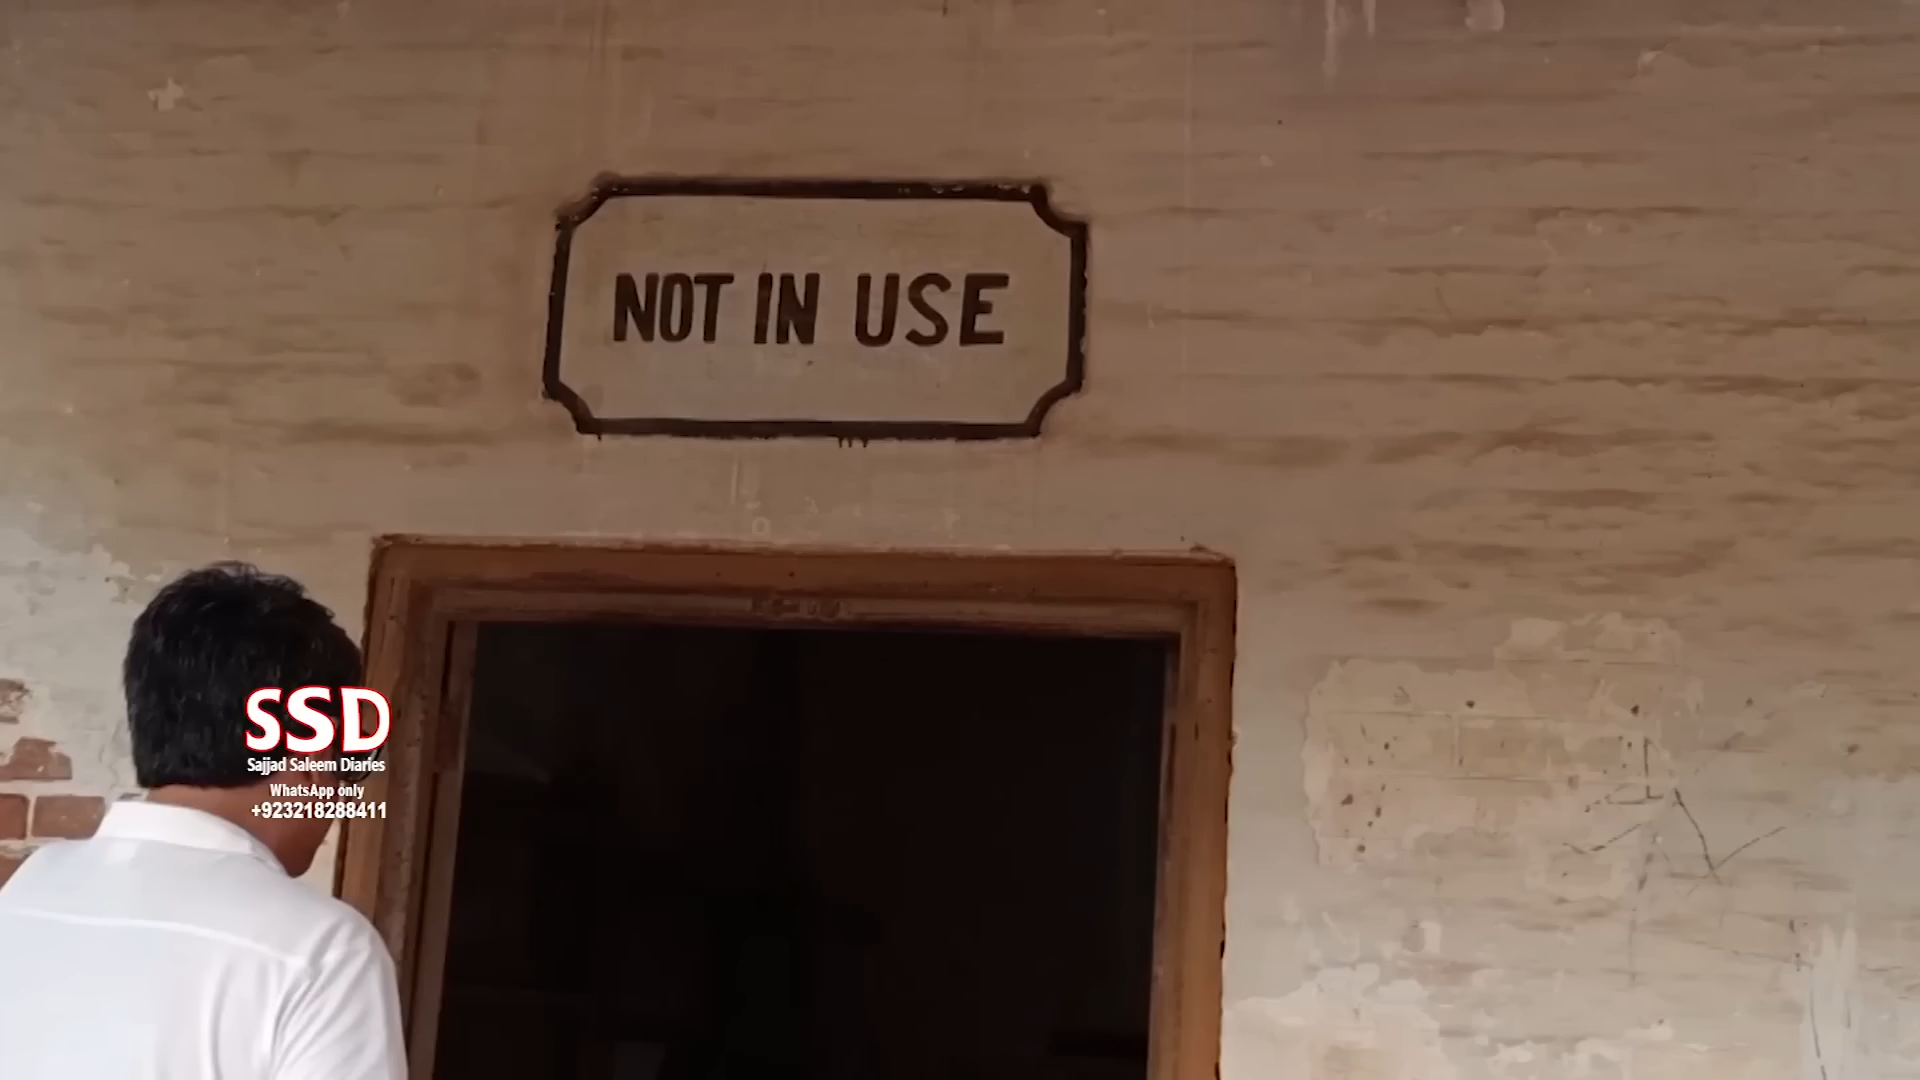 NOT IN USE
SSD
Sajjad Saleem Diaries
WhatsApp only
+923218288411